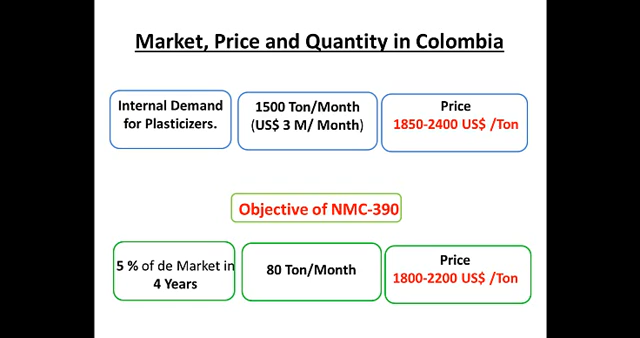 Market, Price and Quantity in Colombia
Internal Demand
for Plasticizers.
1500 Ton/Month
(US$ 3 M/ Month)
Price
1850-2400 US$ /Ton
Objective of NMC-390
5 % of de Market in
4 Years
80 Ton/Month
Price
1800-2200 US$ /Ton